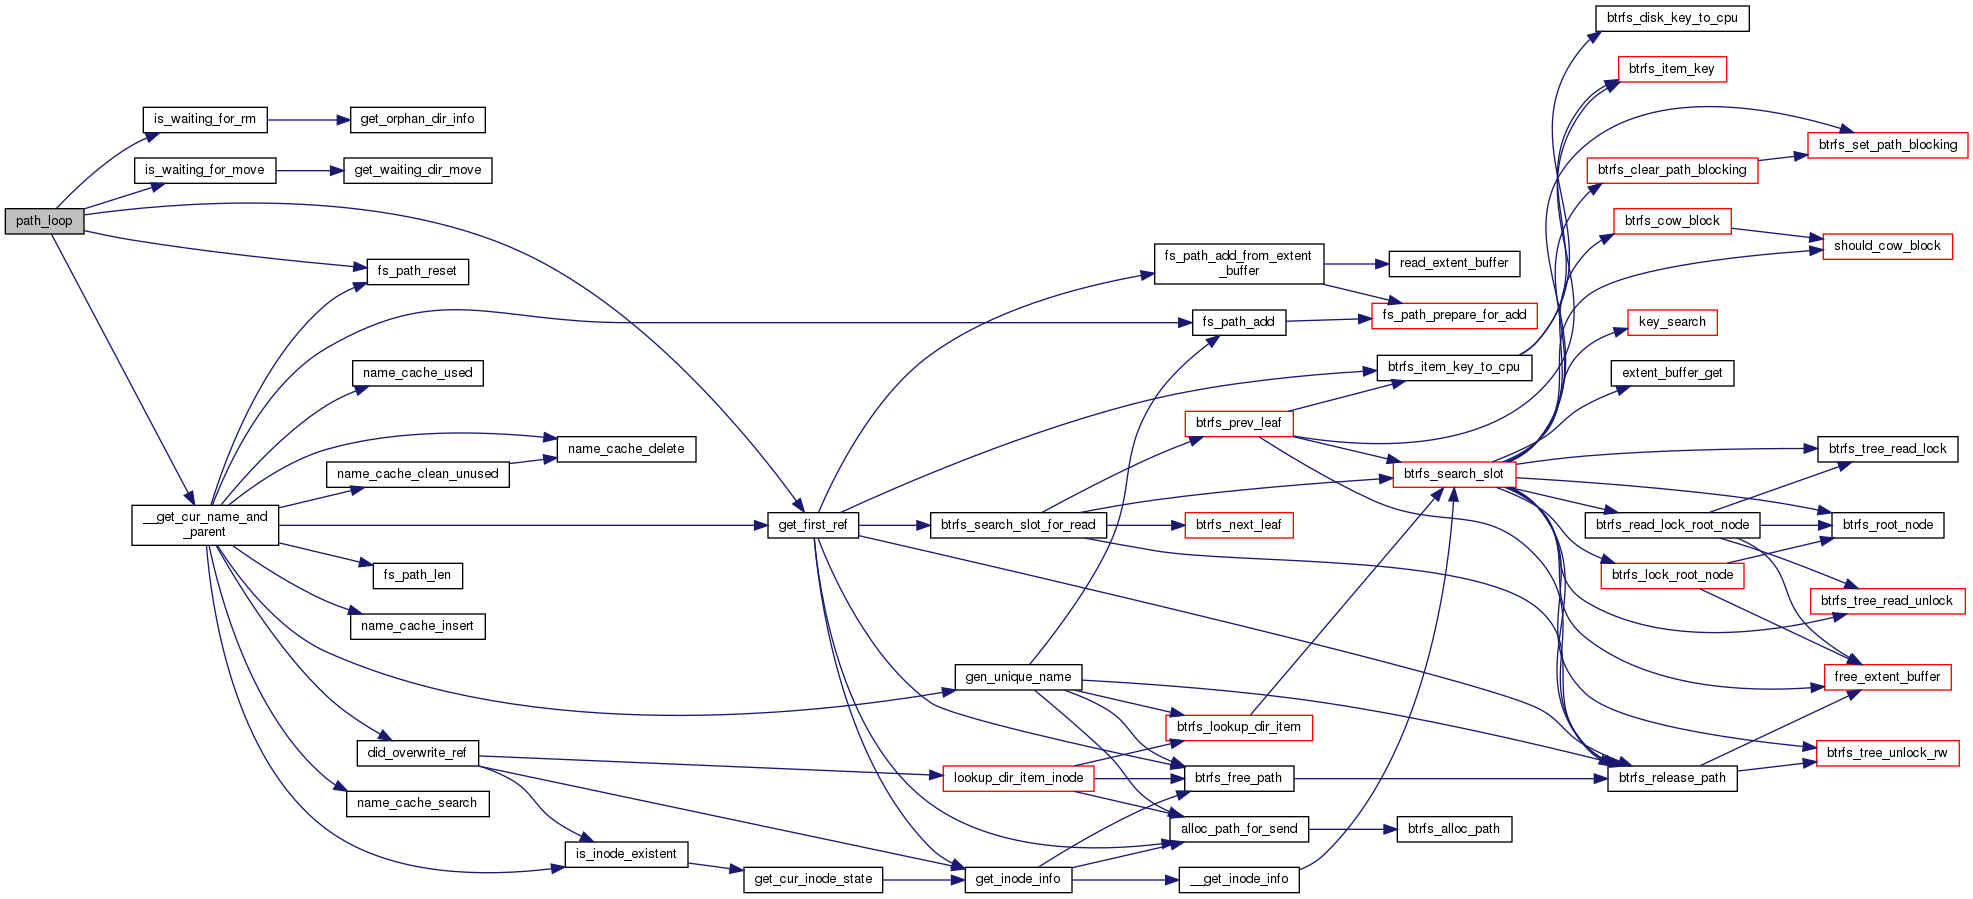 path_loop
is_waiting_for_rm
get_orphan_dir_info
is_waiting_for_move
get_waiting_dir_move
fs_path_reset
name_cache_used
name_cache_delete
name_cache_clean_unused
__get_cur_name_and
_parent
fs_path_len
name_cache_insert
did_overwrite_ref
name_cache_search
is_inode_existent
get_cur_inode_state
get_first_ref
gen_unique_name
lookup_dir_item_inode
get_inode_info
btrfs_search_slot_for_read
fs_path_add_from_extent
_buffer
fs_path_add
btrfs_prev_leaf
btrfs_next_leaf
btrfs_lookup_dir_item
btrfs_free_path
alloc_path_for_send
__get_inode_info
read_extent_buffer
fs_path_prepare_for_add
btrfs_item_key_to_cpu
btrfs_search_slot
btrfs_alloc_path
btrfs_disk_key_to_cpu
btrfs_item_key
btrfs_clear_path_blocking
btrfs_cow_block
key_search
extent_buffer_get
btrfs_read_lock_root_node
btrfs_lock_root_node
btrfs_release_path
btrfs_set_path_blocking
should_cow_block
btrfs_tree_read_lock
btrfs_root_node
btrfs_tree_read_unlock
free_extent_buffer
btrfs_tree_unlock_rw